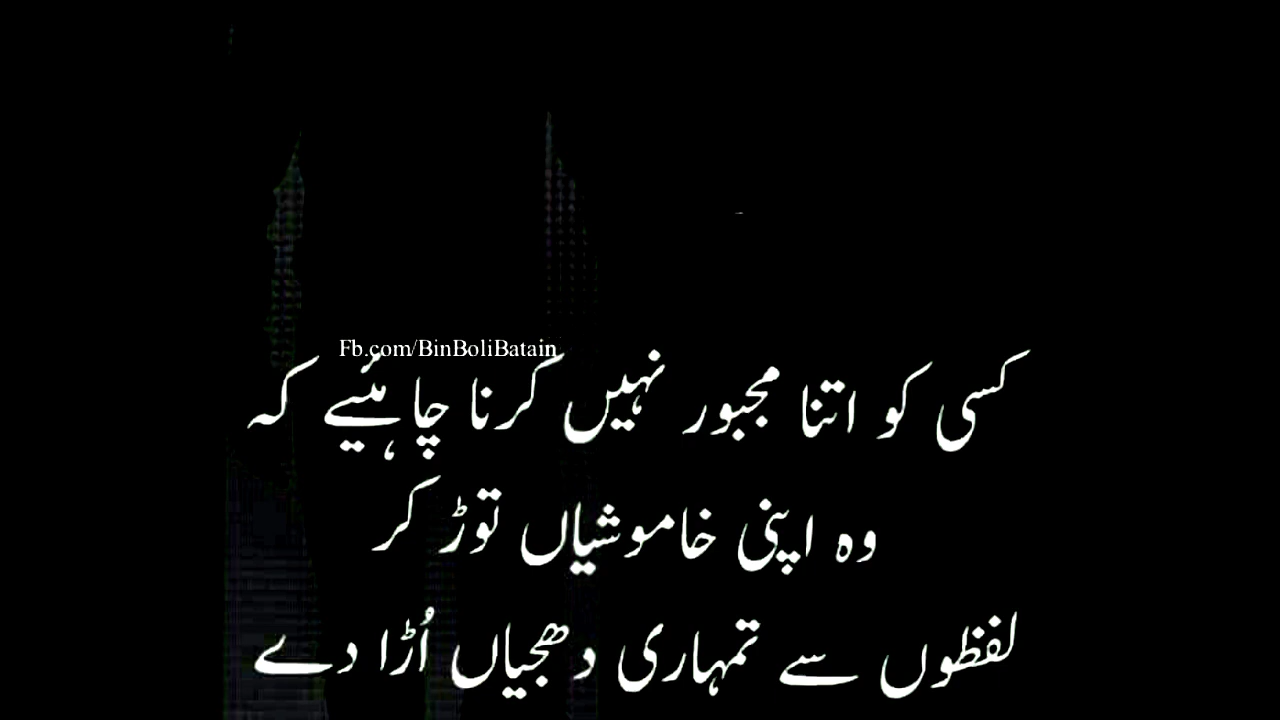 Fb.com/BinBoliBatain
کسی کو اتنا مجبور نہیں کرنا چاہئیے کہ
وہ اپنی خاموشیاں توڑ کر
لفظوں سے تمہاری دھجیاں اُڑا دے